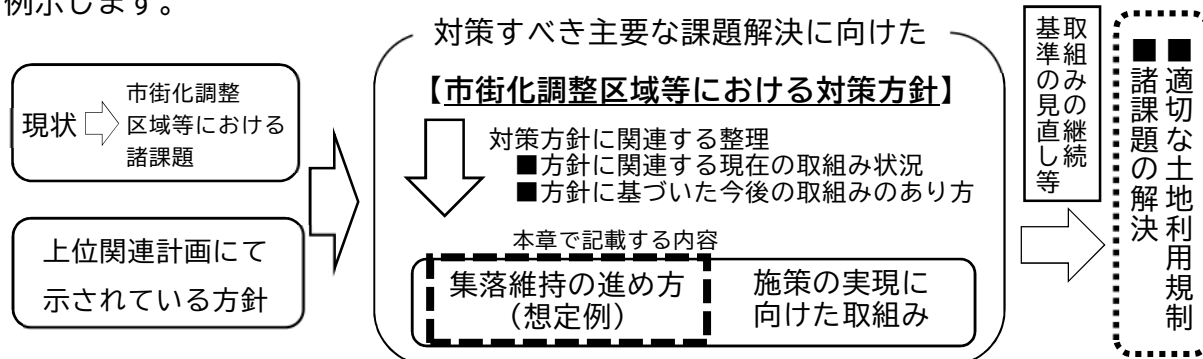 例示します。
現状
市街化調整
区域等における
諸課題
上位関連計画にて
示されている方針
対策すべき主要な課題解決に向けた
【市街化調整区域等における対策方針】
対策方針に関連する整理
■方針に関連する現在の取組み状況
■方針に基づいた今後の取組みのあり方
本章で記載する内容
集落維持の進め方
（想定例）
施策の実現に
向けた取組み
取組みの継続
基準の見直し等
■適切な土地利用規制
■諸課題の解決